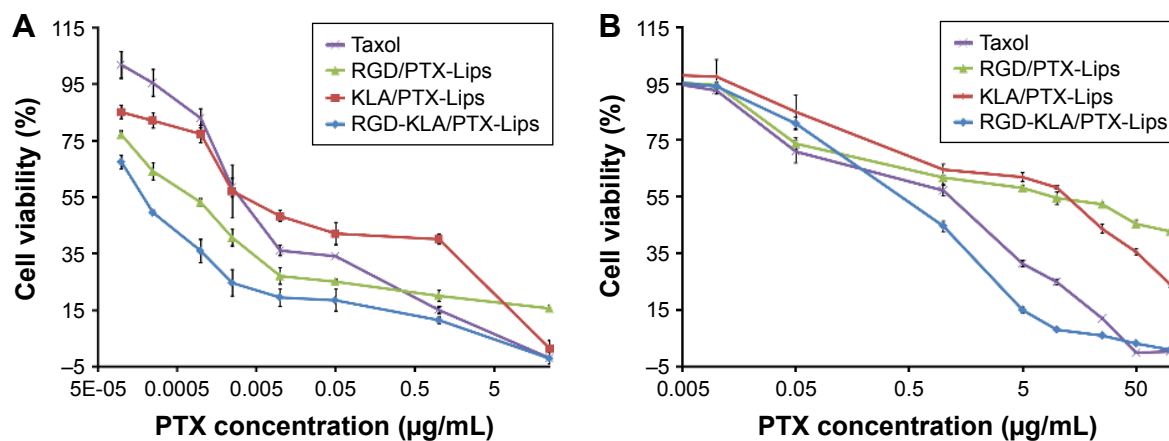 A
115
95
75
55
35
15
–5
Cell viability (%)
Taxol
RGD/PTX-Lips
KLA/PTX-Lips
RGD-KLA/PTX-Lips
5E-05
0.0005
0.005
0.05
0.5
5
PTX concentration (µg/mL)
B
115
95
75
55
35
15
–5
Cell viability (%)
Taxol
RGD/PTX-Lips
KLA/PTX-Lips
RGD-KLA/PTX-Lips
0.005
0.05
0.5
5
50
PTX concentration (µg/mL)